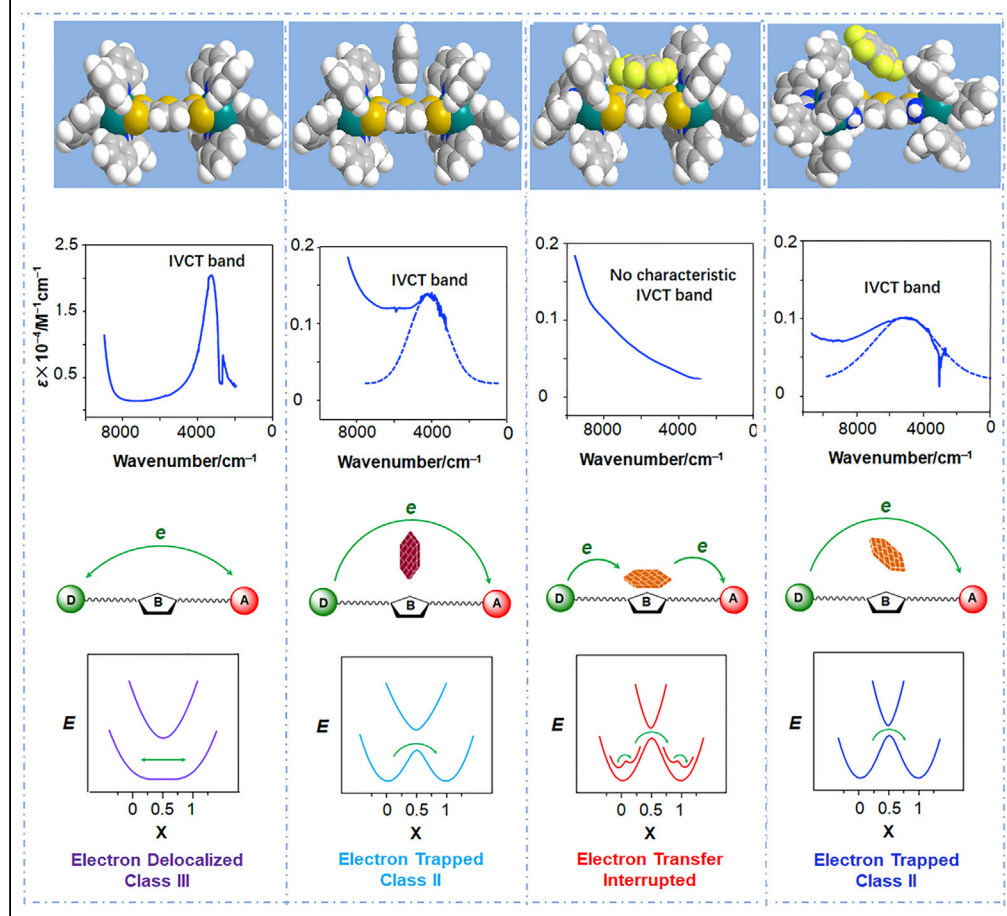 IVCT band
2.5
2.0
1.5
0.5
ε×10⁻⁴/M⁻¹cm⁻¹
8000 4000 0
Wavenumber/cm⁻¹
IVCT band
0.2
0.1
0
8000 4000 0
Wavenumber/cm⁻¹
No characteristic
IVCT band
0.2
0.1
0
8000 4000 0
Wavenumber/cm⁻¹
IVCT band
0.2
0.1
0
8000 4000 0
Wavenumber/cm⁻¹
e
D B A
e
D B A
e e
D B A
e
D B A
E
0 0.5 1
X
E
0 0.5 1
X
E
0 0.5 1
X
E
0 0.5 1
X
Electron Delocalized
Class III
Electron Trapped
Class II
Electron Transfer
Interrupted
Electron Trapped
Class II